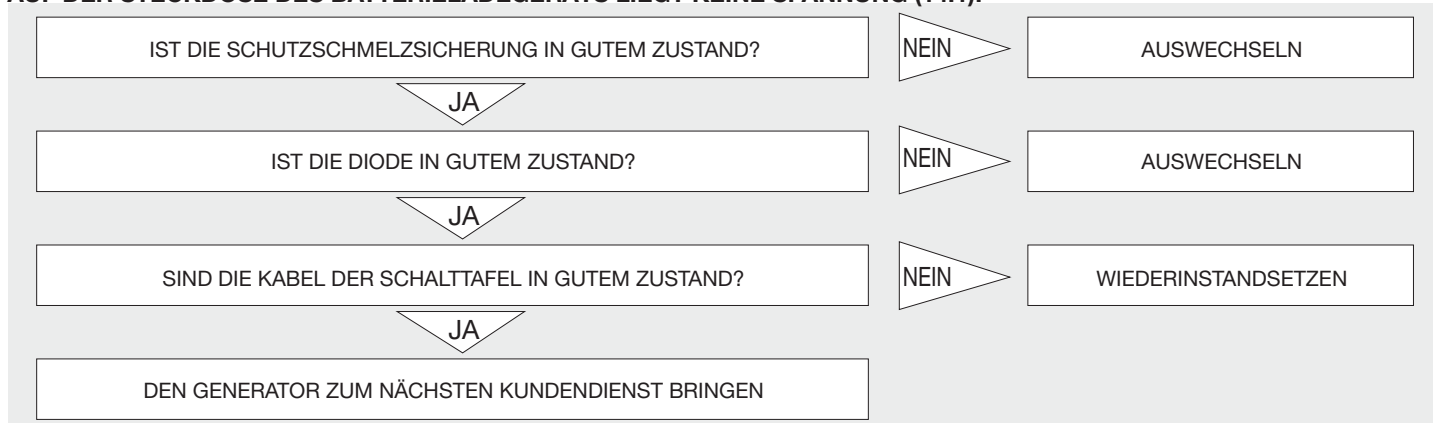 IST DIE SCHUTZSCHMELZSICHERUNG IN GUTEM ZUSTAND?
NEIN
AUSWECHSELN
JA
IST DIE DIODE IN GUTEM ZUSTAND?
NEIN
AUSWECHSELN
JA
SIND DIE KABEL DER SCHALTTAFEL IN GUTEM ZUSTAND?
NEIN
WIEDERINSTANDSETZEN
JA
DEN GENERATOR ZUM NÄCHSTEN KUNDENDIENST BRINGEN